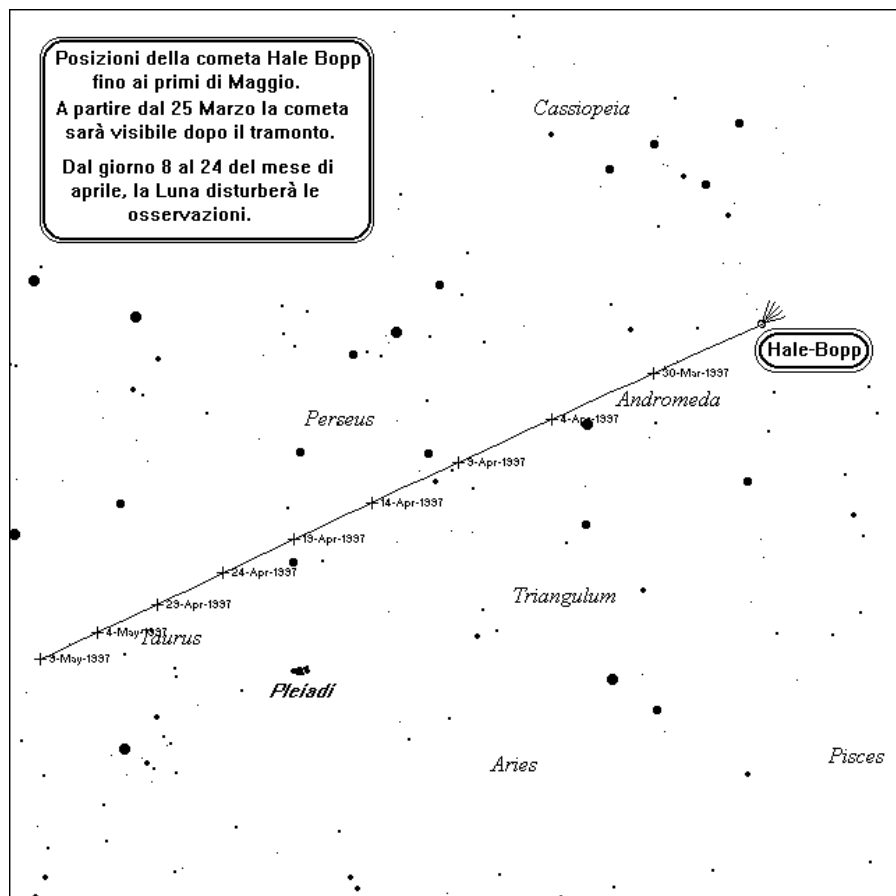 Posizioni della cometa Hale Bopp
fino ai primi di Maggio.
A partire dal 25 Marzo la cometa
sarà visibile dopo il tramonto.
Dal giorno 8 al 24 del mese di
aprile, la Luna disturberà le
osservazioni.
Cassiopeia
Hale-Bopp
30-Mar-1997
Andromeda
4-Apr-1997
Perseus
9-Apr-1997
14-Apr-1997
19-Apr-1997
24-Apr-1997
Triangulum
29-Apr-1997
4-May-1997
Taurus
9-May-1997
Pleiadi
Aries
Pisces